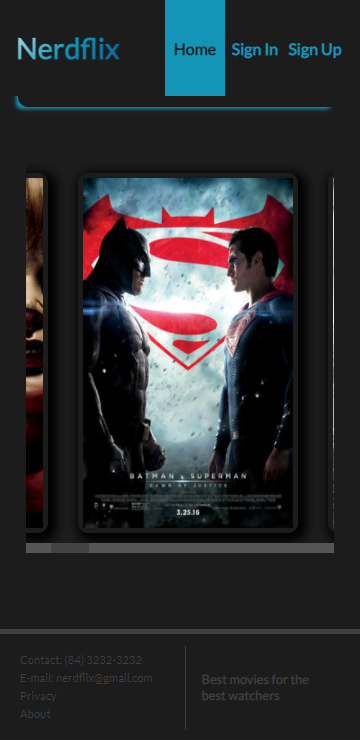 Nerdflix
Home Sign In Sign Up
BATMAN v SUPERMAN
DAWN OF JUSTICE
3.25.16
Contact: (84) 3232-3232
E-mail: nerdflix@gmail.com
Privacy
About
Best movies for the
best watchers